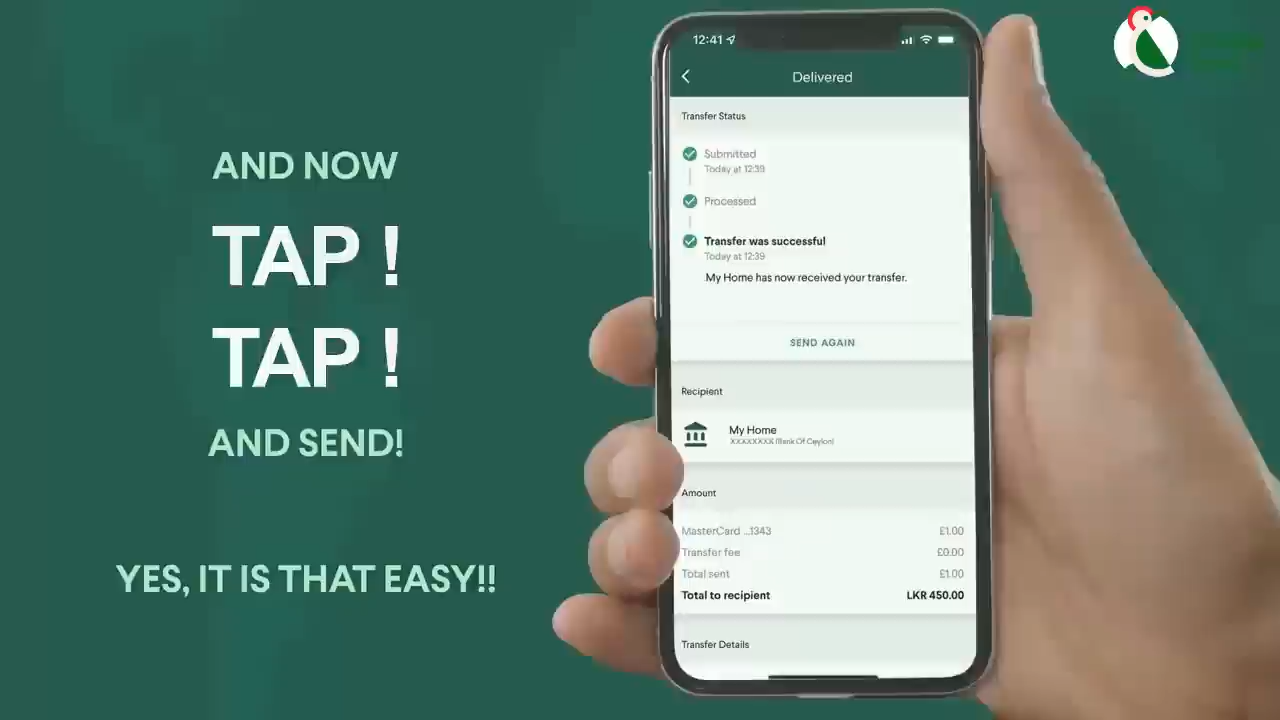 AND NOW
TAP !
TAP !
AND SEND!
YES, IT IS THAT EASY!!
12:41
Delivered
Transfer Status
Submitted
Today at 12:39
Processed
Transfer was successful
Today at 12:39
My Home has now received your transfer.
SEND AGAIN
Recipient
My Home
XXXXXXXX (Bank Of Ceylon)
Amount
MasterCard ...1343 £1.00
Transfer fee £0.00
Total sent £1.00
Total to recipient LKR 450.00
Transfer Details